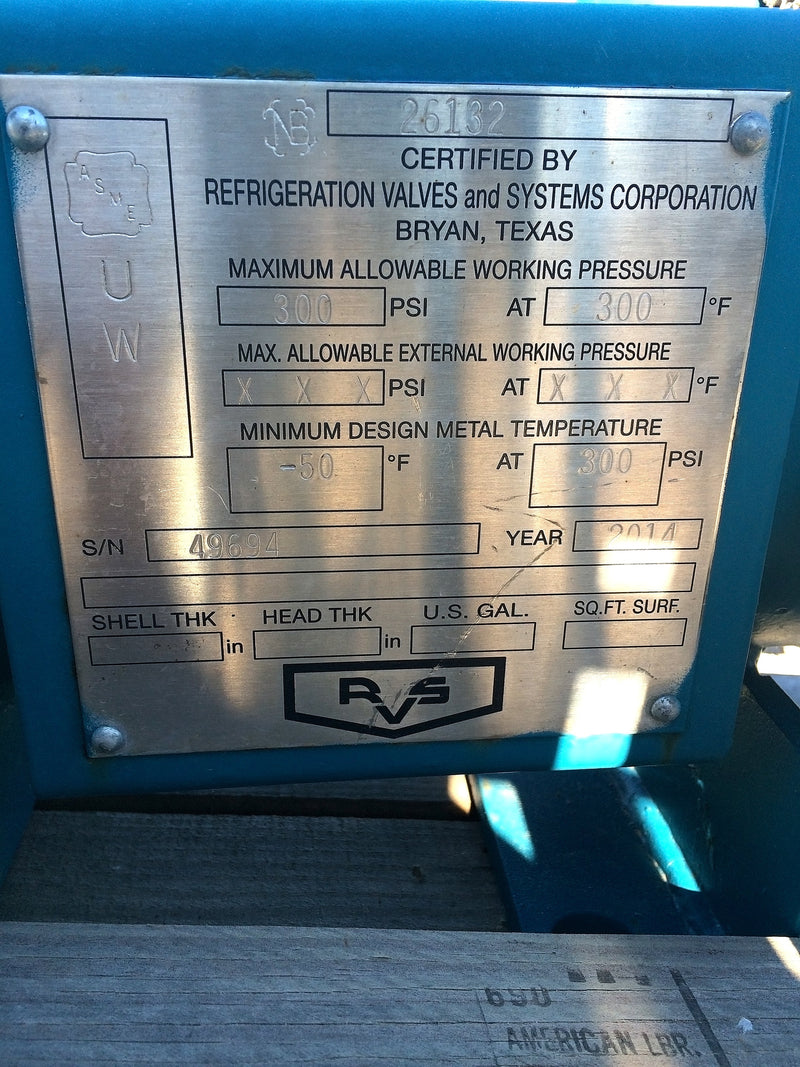 NB 26132
ASME
U
W
CERTIFIED BY
REFRIGERATION VALVES and SYSTEMS CORPORATION
BRYAN, TEXAS
MAXIMUM ALLOWABLE WORKING PRESSURE
300 PSI AT 300 °F
MAX. ALLOWABLE EXTERNAL WORKING PRESSURE
X X X PSI AT X X X °F
MINIMUM DESIGN METAL TEMPERATURE
-50 °F AT 300 PSI
S/N 49694 YEAR 2014
SHELL THK HEAD THK U.S. GAL. SQ.FT. SURF.
in in
RVS
690
AMERICAN LBR.